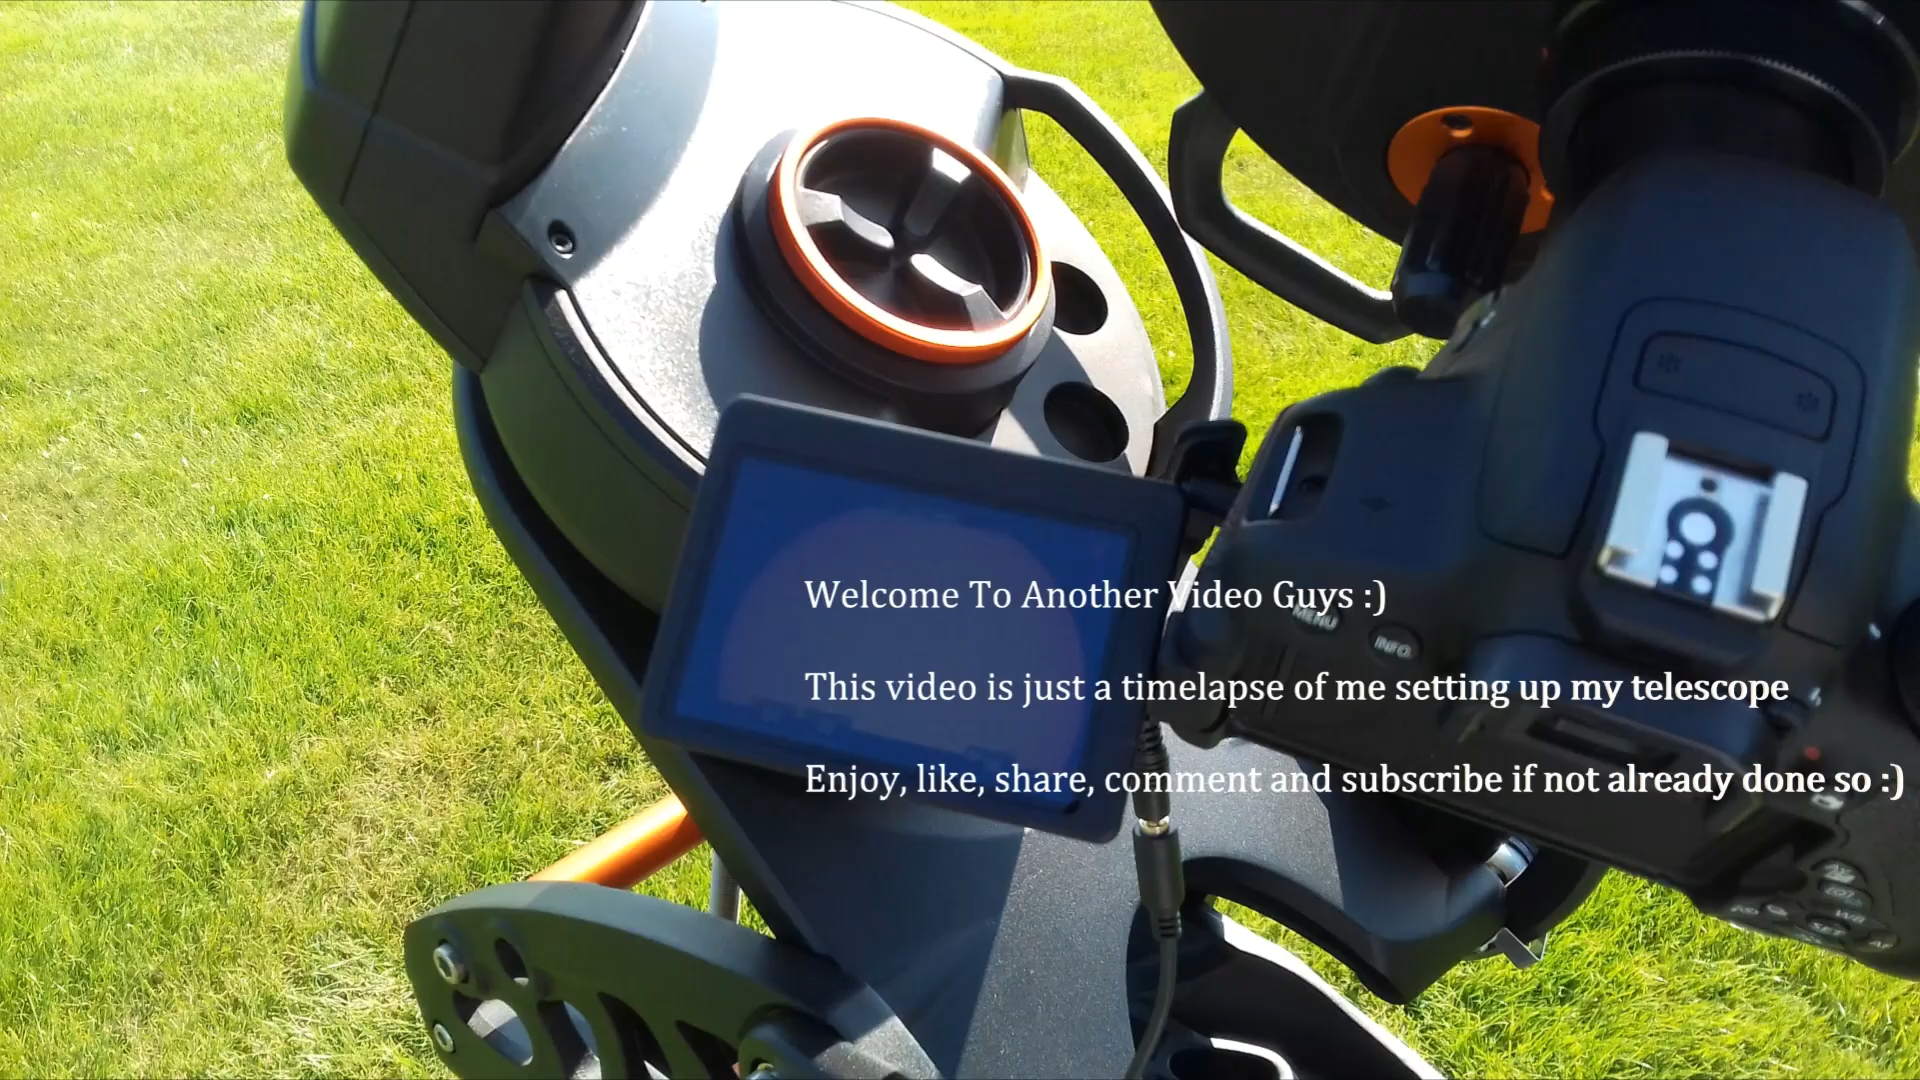 Welcome To Another Video Guys :)
MENU
INFO.
This video is just a timelapse of me setting up my telescope
Enjoy, like, share, comment and subscribe if not already done so :)
WB